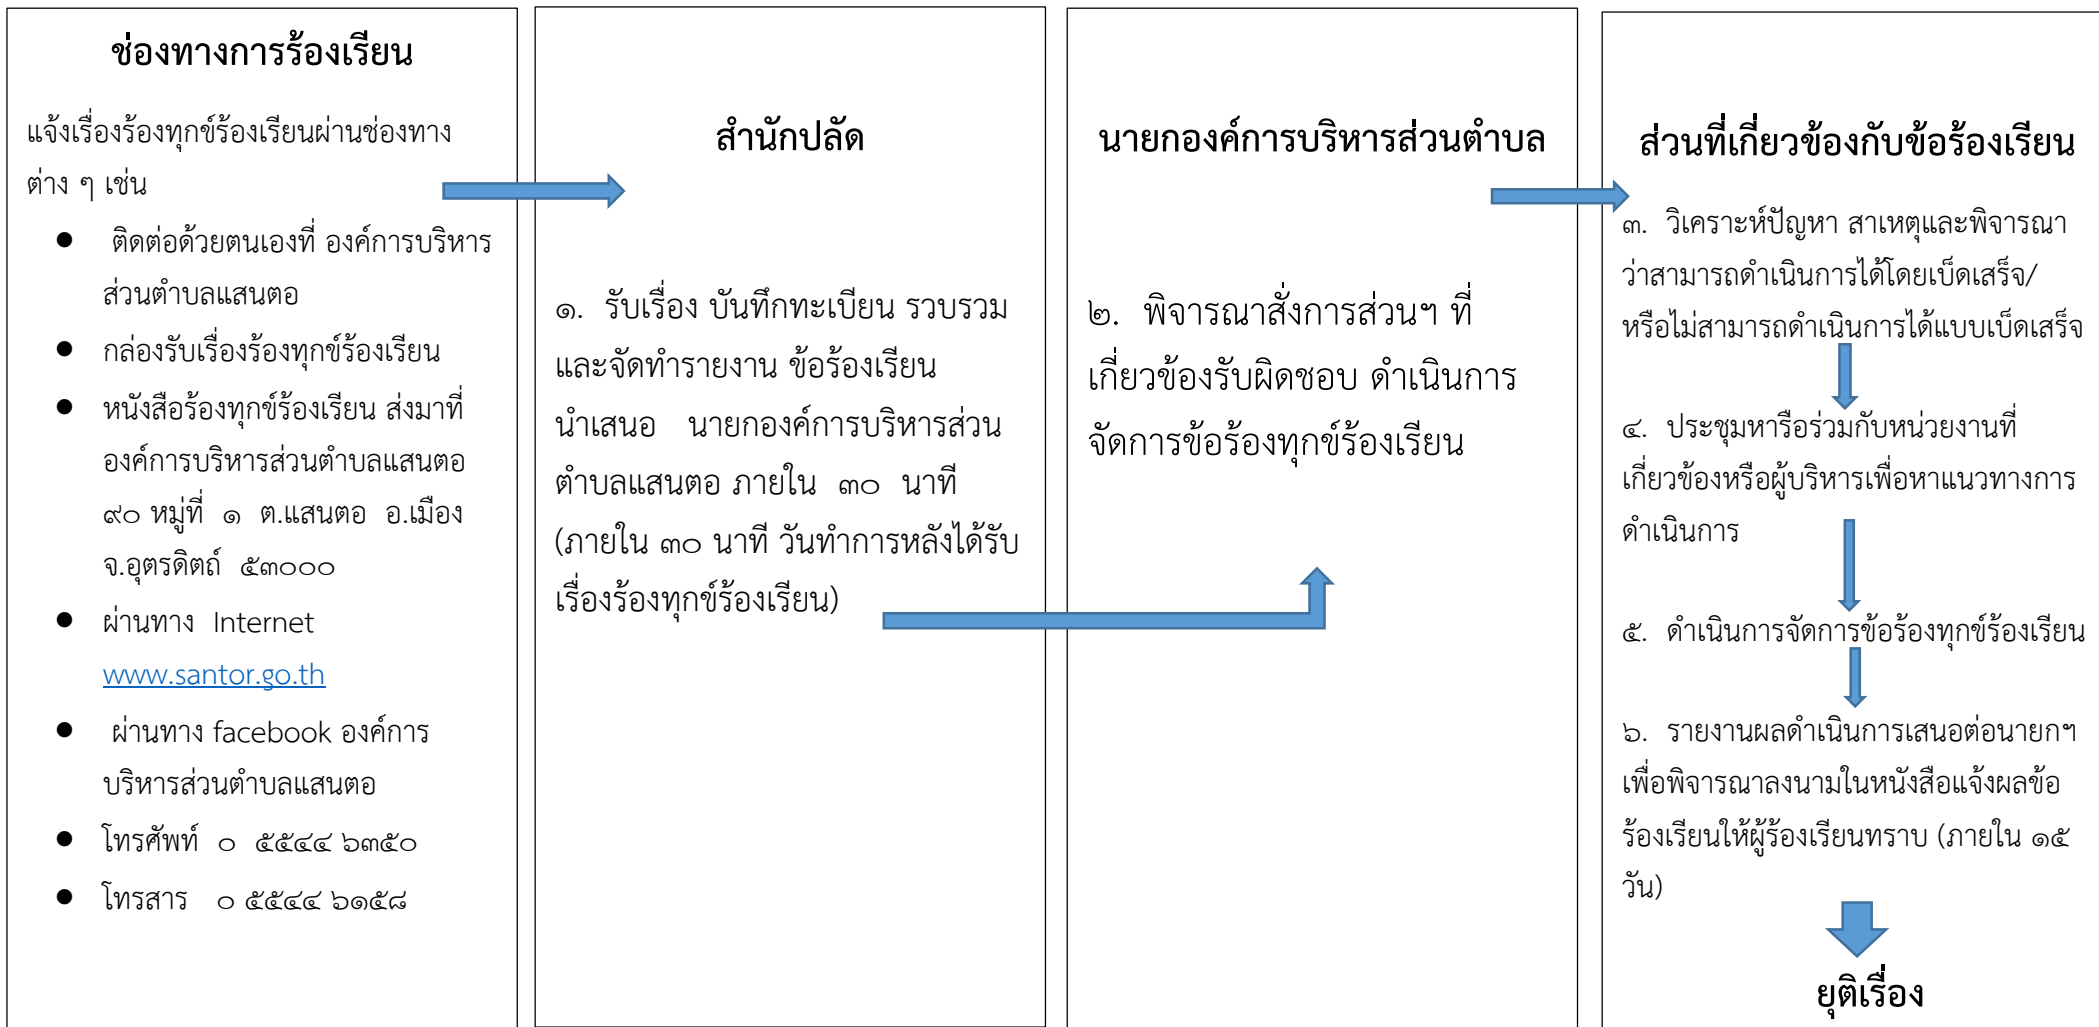 ช่องทางการร้องเรียน
แจ้งเรื่องร้องทุกข์ร้องเรียนผ่านช่องทาง
ต่าง ๆ เช่น
● ติดต่อด้วยตนเองที่ องค์การบริหาร
ส่วนตำบลแสนตอ
● กล่องรับเรื่องร้องทุกข์ร้องเรียน
● หนังสือร้องทุกข์ร้องเรียน ส่งมาที่
องค์การบริหารส่วนตำบลแสนตอ
๙๐ หมู่ที่ ๑ ต.แสนตอ อ.เมือง
จ.อุตรดิตถ์ ๕๓๐๐๐
● ผ่านทาง Internet
www.santor.go.th
● ผ่านทาง facebook องค์การ
บริหารส่วนตำบลแสนตอ
● โทรศัพท์ ๐ ๕๕๔๔ ๖๓๕๐
● โทรสาร ๐ ๕๕๔๔ ๖๑๕๘
สำนักปลัด
๑. รับเรื่อง บันทึกทะเบียน รวบรวม
และจัดทำรายงาน ข้อร้องเรียน
นำเสนอ นายกองค์การบริหารส่วน
ตำบลแสนตอ ภายใน ๓๐ นาที
(ภายใน ๓๐ นาที วันทำการหลังได้รับ
เรื่องร้องทุกข์ร้องเรียน)
นายกองค์การบริหารส่วนตำบล
๒. พิจารณาสั่งการส่วนฯ ที่
เกี่ยวข้องรับผิดชอบ ดำเนินการ
จัดการข้อร้องทุกข์ร้องเรียน
ส่วนที่เกี่ยวข้องกับข้อร้องเรียน
๓. วิเคราะห์ปัญหา สาเหตุและพิจารณา
ว่าสามารถดำเนินการได้โดยเบ็ดเสร็จ/
หรือไม่สามารถดำเนินการได้แบบเบ็ดเสร็จ
๔. ประชุมหารือร่วมกับหน่วยงานที่
เกี่ยวข้องหรือผู้บริหารเพื่อหาแนวทางการ
ดำเนินการ
๕. ดำเนินการจัดการข้อร้องทุกข์ร้องเรียน
๖. รายงานผลดำเนินการเสนอต่อนายกฯ
เพื่อพิจารณาลงนามในหนังสือแจ้งผลข้อ
ร้องเรียนให้ผู้ร้องเรียนทราบ (ภายใน ๑๕
วัน)
ยุติเรื่อง